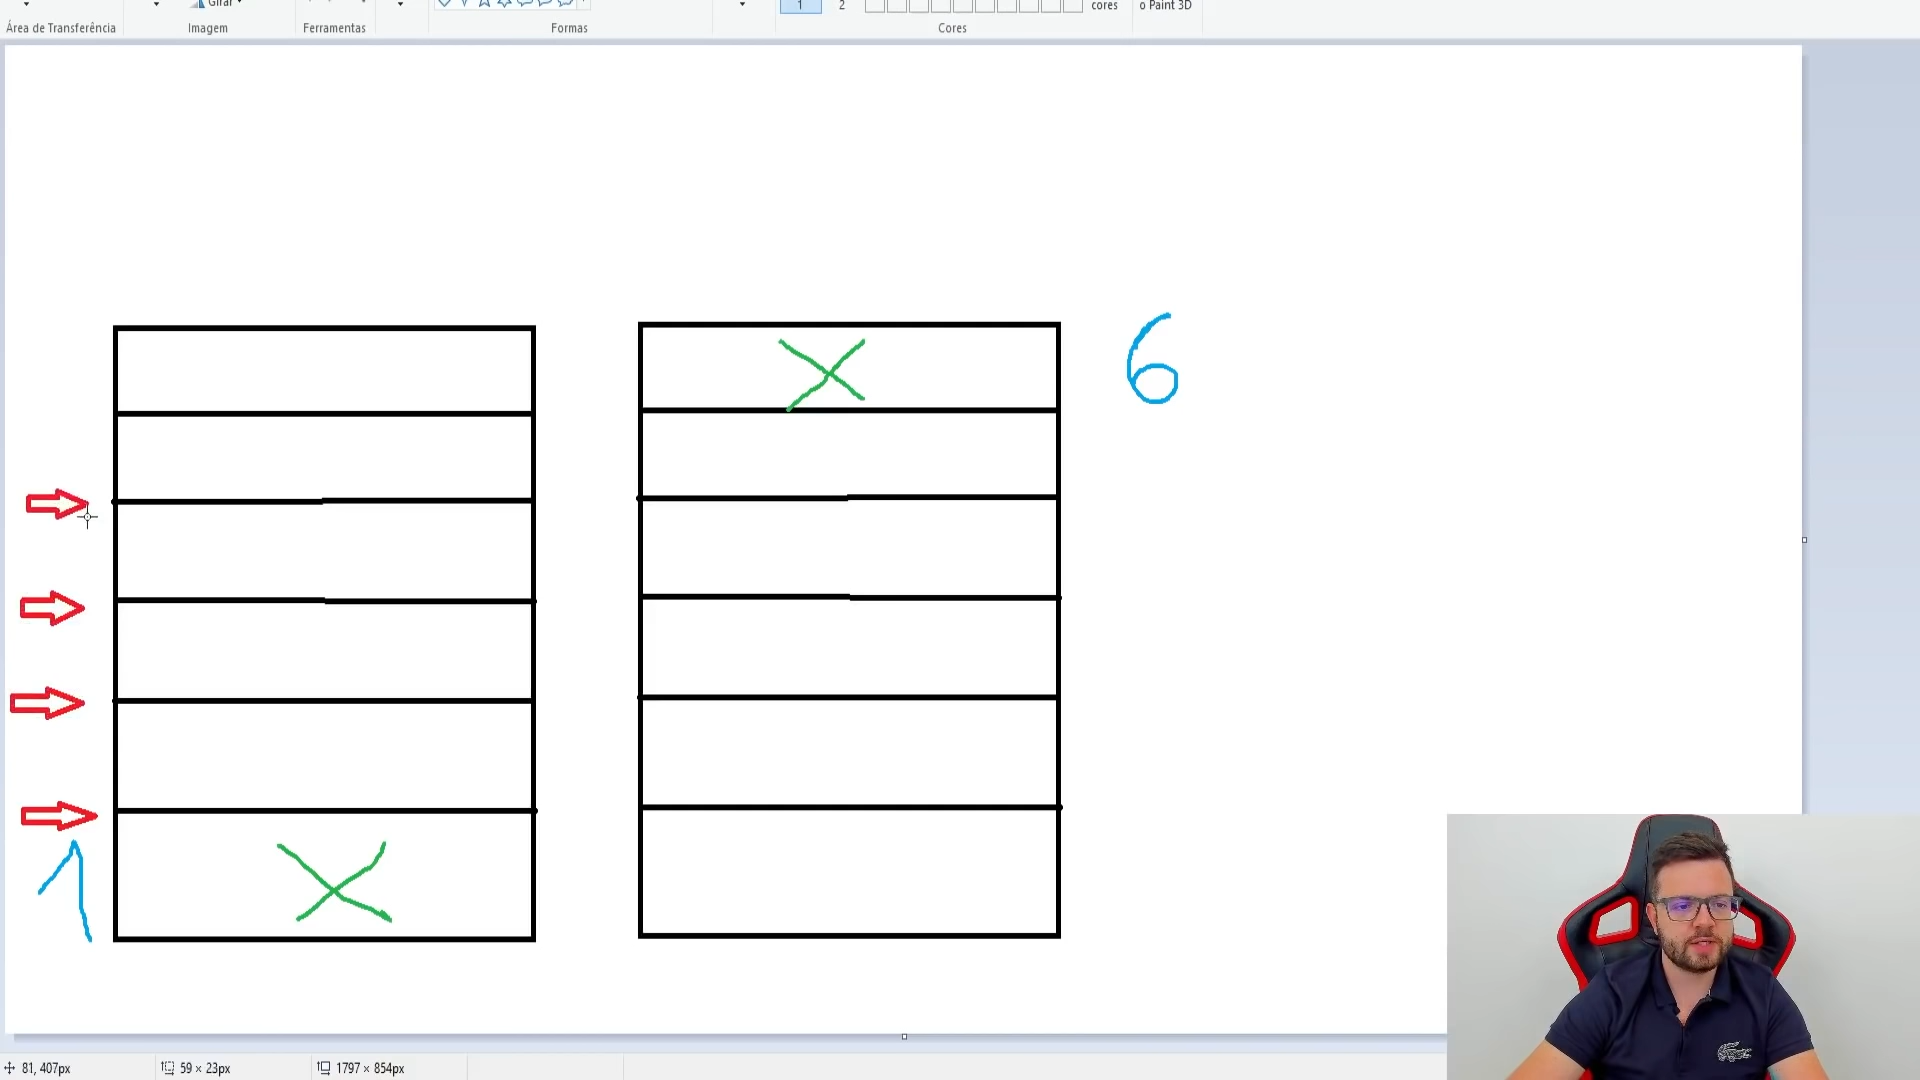 Girar
1
2
cores
o Paint 3D
Área de Transferência
Imagem
Ferramentas
Formas
Cores
6
1
81, 407px
59 × 23px
1797 × 854px